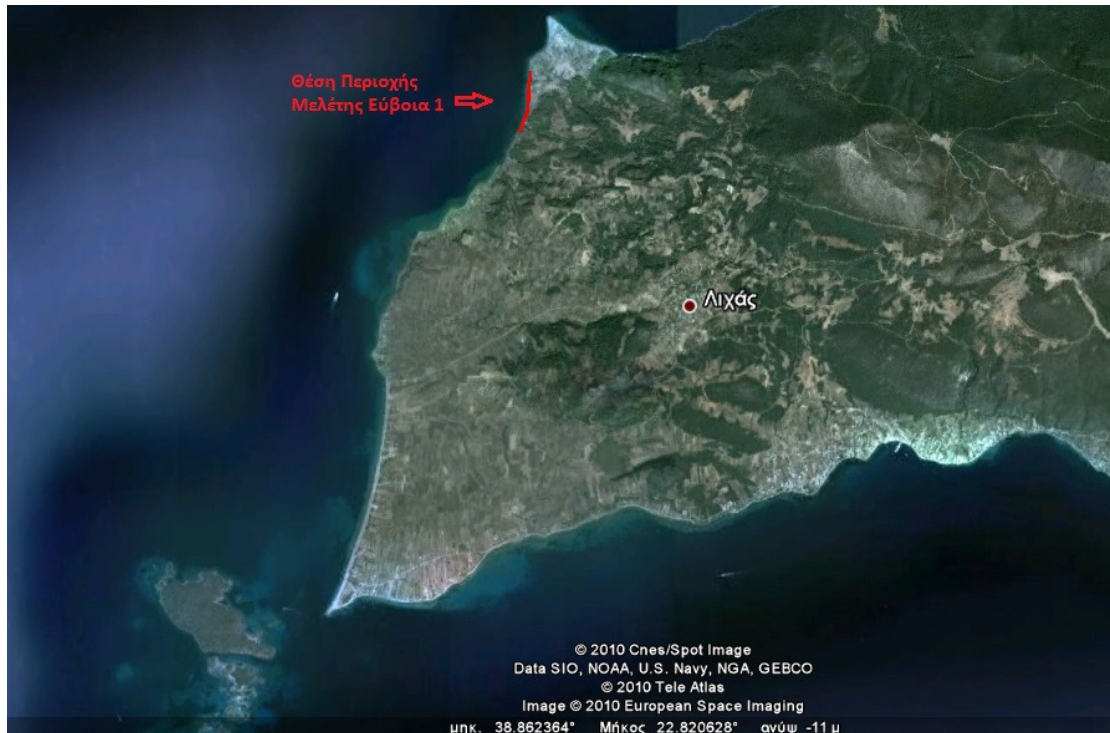 Θέση Περιοχής
Μελέτης Εύβοια 1
Λιχάς
© 2010 Cnes/Spot Image
Data SIO, NOAA, U.S. Navy, NGA, GEBCO
© 2010 Tele Atlas
Image © 2010 European Space Imaging
μηκ. 38.862364° Μήκος 22.820628° ανύψ -11 μ